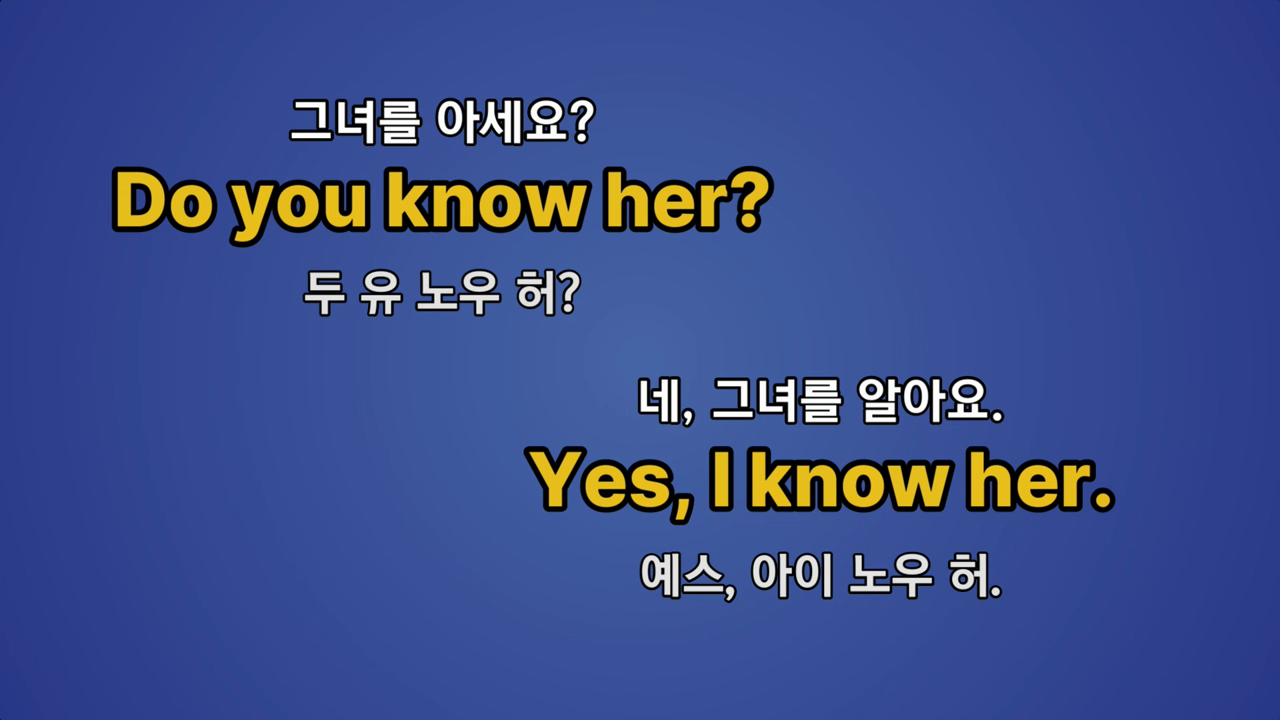 그녀를 아세요?
Do you know her?
두 유 노우 허?
네, 그녀를 알아요.
Yes, I know her.
예스, 아이 노우 허.